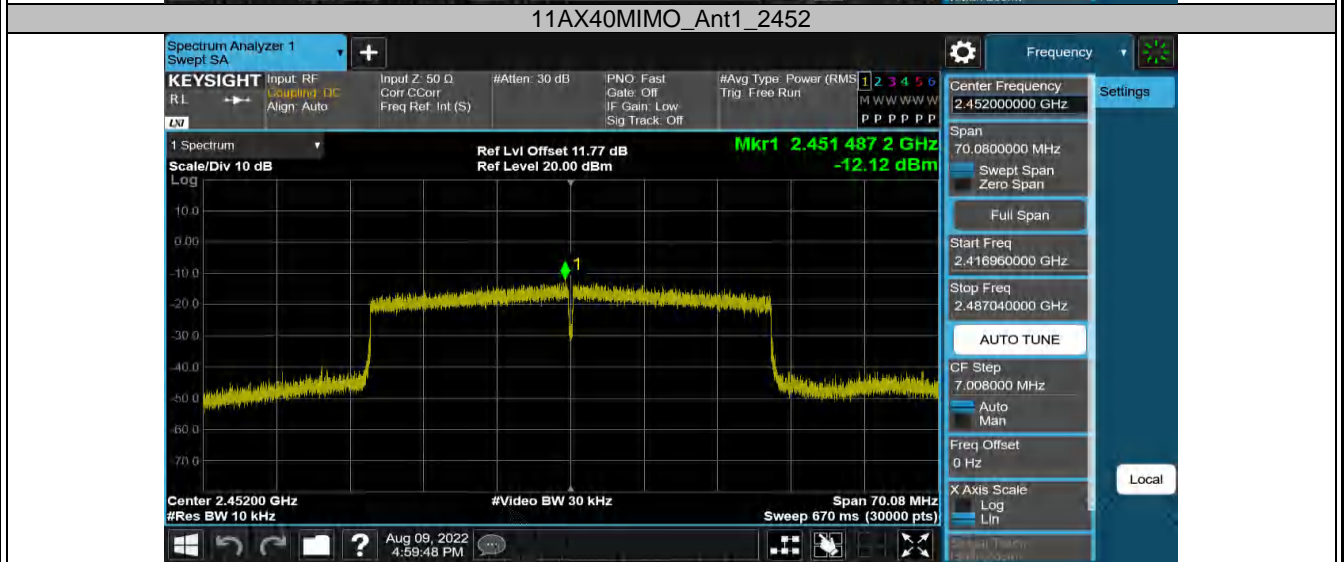 11AX40MIMO_Ant1_2452
Spectrum Analyzer 1
Swept SA
+
Frequency
KEYSIGHT
Input: RF
Input Z: 50 Ω
#Atten: 30 dB
PNO: Fast
#Avg Type: Power (RMS
1 2 3 4 5 6
RL
Coupling: DC
Corr CCorr
Gate: Off
Trig: Free Run
M W W W W W
Align: Auto
Freq Ref: Int (S)
IF Gain: Low
Sig Track: Off
P P P P P P
LXI
Center Frequency
2.452000000 GHz
Settings
1 Spectrum
Ref Lvl Offset 11.77 dB
Mkr1 2.451 487 2 GHz
Scale/Div 10 dB
Ref Level 20.00 dBm
-12.12 dBm
Log
10.0
0.00
-10.0
-20.0
-30.0
-40.0
-50.0
-60.0
-70.0
1
Span
70.0800000 MHz
Swept Span
Zero Span
Full Span
Start Freq
2.416960000 GHz
Stop Freq
2.487040000 GHz
AUTO TUNE
CF Step
7.008000 MHz
Auto
Man
Freq Offset
0 Hz
X Axis Scale
Log
Lin
Local
Center 2.45200 GHz
#Video BW 30 kHz
Span 70.08 MHz
#Res BW 10 kHz
Sweep 670 ms (30000 pts)
?
Aug 09, 2022
4:59:48 PM